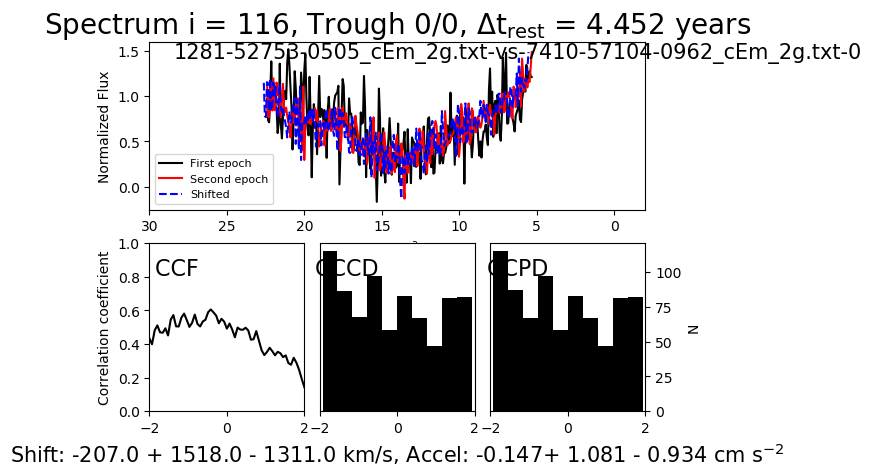 Spectrum i = 116, Trough 0/0, Δt_rest = 4.452 years
1281-52753-0505_cEm_2g.txt-vs-7410-57104-0962_cEm_2g.txt-0
1.5
1.0
0.5
0.0
Normalized Flux
First epoch
Second epoch
Shifted
30 25 20 15 10 5 0
1.0
0.8
0.6
0.4
0.2
0.0
Correlation coefficient
CCF
CCCD
CCPD
100
75
50
25
0
N
−2 0 2
−2 0 2
−2 0 2
Shift: -207.0 + 1518.0 - 1311.0 km/s, Accel: -0.147+ 1.081 - 0.934 cm s⁻²